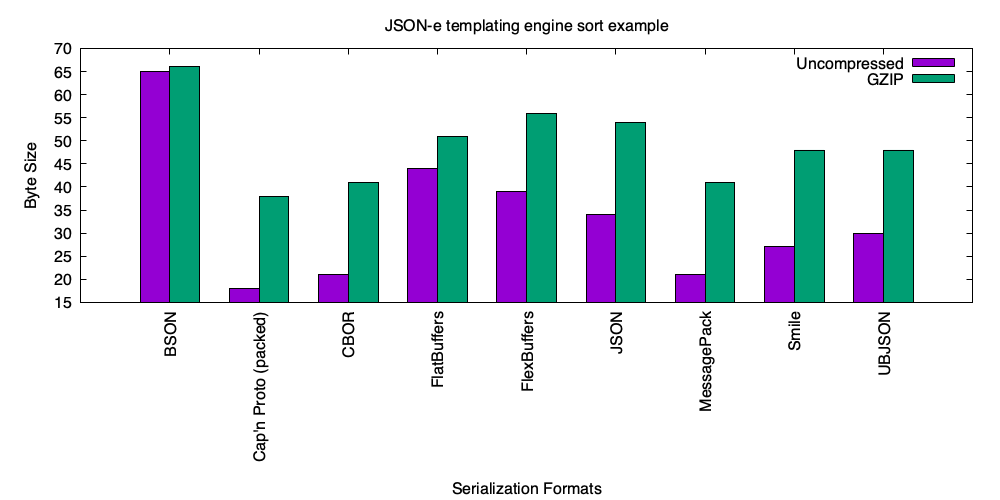 JSON-e templating engine sort example
Uncompressed
GZIP
70
65
60
55
50
45
40
35
30
25
20
15
Byte Size
BSON
Cap'n Proto (packed)
CBOR
FlatBuffers
FlexBuffers
JSON
MessagePack
Smile
UBJSON
Serialization Formats